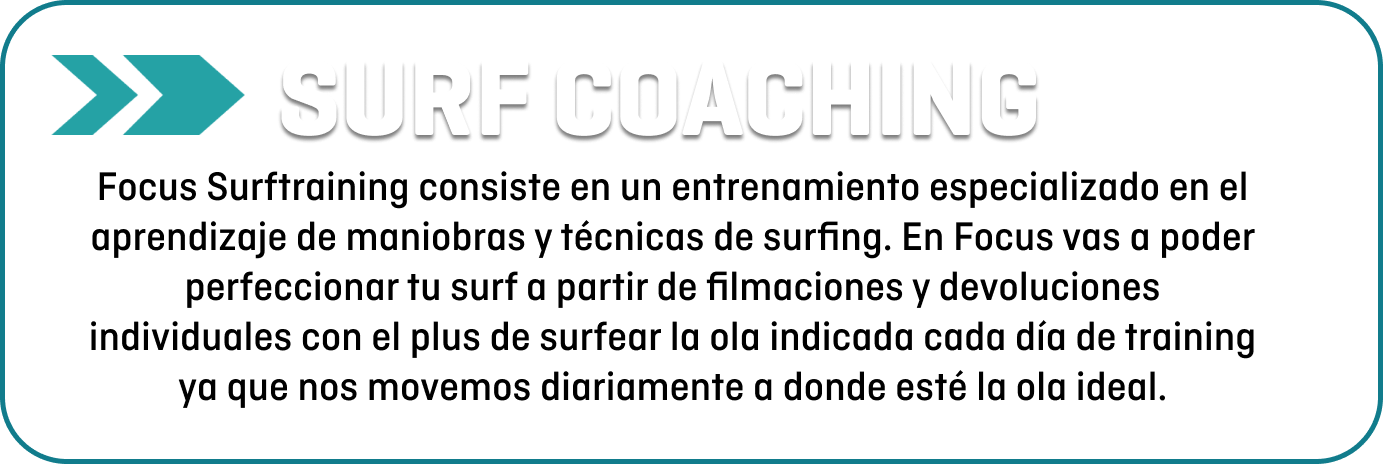 SURF COACHING
Focus Surftraining consiste en un entrenamiento especializado en el
aprendizaje de maniobras y técnicas de surfing. En Focus vas a poder
perfeccionar tu surf a partir de filmaciones y devoluciones
individuales con el plus de surfear la ola indicada cada día de training
ya que nos movemos diariamente a donde esté la ola ideal.